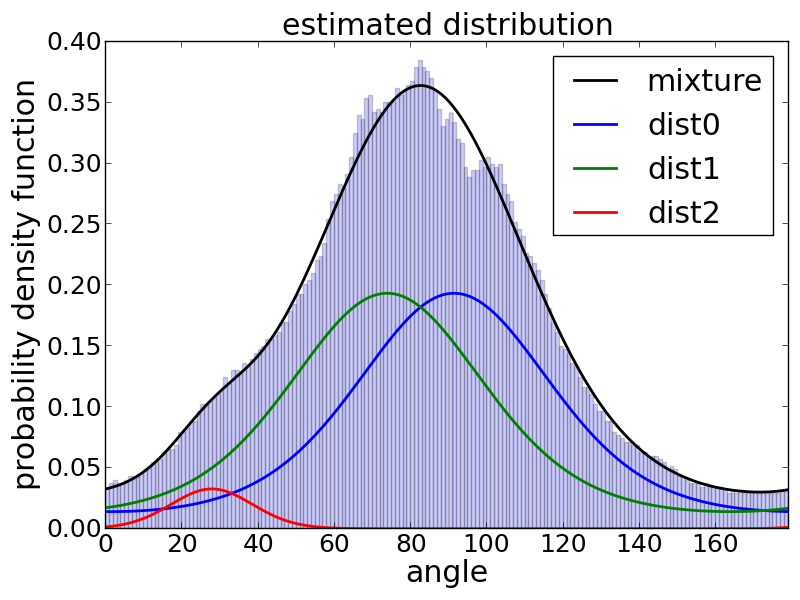 estimated distribution
probability density function
0.40
0.35
0.30
0.25
0.20
0.15
0.10
0.05
0.00
mixture
dist0
dist1
dist2
0 20 40 60 80 100 120 140 160
angle